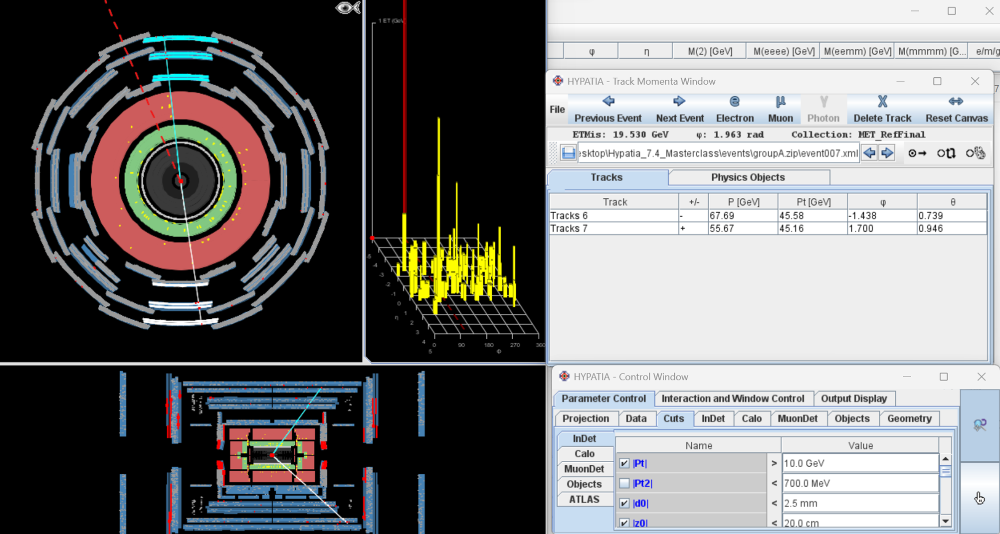 1 ET (GeV
-5
-4
-3
-2
-1
0
η
1
2
3
4
5
0 90 180 270 360
Φ
φ η M(2) [GeV] M(eeee) [GeV] M(eemm) [GeV] M(mmmm) [G... e/m/g
7
HYPATIA - Track Momenta Window
File Previous Event Next Event e Electron μ Muon γ Photon X Delete Track Reset Canvas
ETMis: 19.530 GeV φ: 1.963 rad Collection: MET_RefFinal
esktop\Hypatia_7.4_Masterclass\events\groupA.zip\event007.xml
Tracks Physics Objects
Track +/- P [GeV] Pt [GeV] φ θ
Tracks 6 - 67.69 45.58 -1.438 0.739
Tracks 7 + 55.67 45.16 1.700 0.946
HYPATIA - Control Window
Parameter Control Interaction and Window Control Output Display
Projection Data Cuts InDet Calo MuonDet Objects Geometry
InDet
Calo
MuonDet
Objects
ATLAS
Name Value
|Pt| > 10.0 GeV
|Pt2| < 700.0 MeV
|d0| < 2.5 mm
|z0| < 20.0 cm